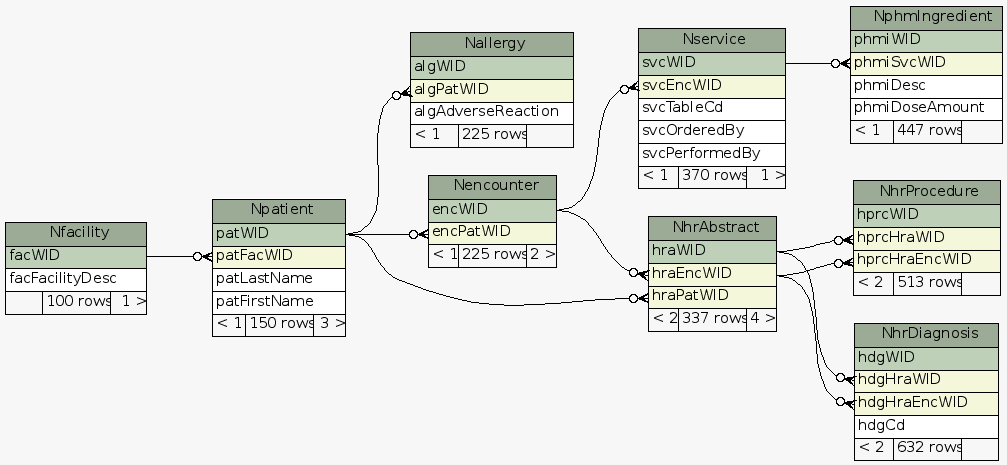 Nfacility
facWID
facFacilityDesc
100 rows 1 >
Npatient
patWID
patFacWID
patLastName
patFirstName
< 1 150 rows 3 >
Nallergy
algWID
algPatWID
algAdverseReaction
< 1 225 rows
Nencounter
encWID
encPatWID
< 1 225 rows 2 >
Nservice
svcWID
svcEncWID
svcTableCd
svcOrderedBy
svcPerformedBy
< 1 370 rows 1 >
NhrAbstract
hraWID
hraEncWID
hraPatWID
< 2 337 rows 4 >
NphmIngredient
phmiWID
phmiSvcWID
phmiDesc
phmiDoseAmount
< 1 447 rows
NhrProcedure
hprcWID
hprcHraWID
hprcHraEncWID
< 2 513 rows
NhrDiagnosis
hdgWID
hdgHraWID
hdgHraEncWID
hdgCd
< 2 632 rows